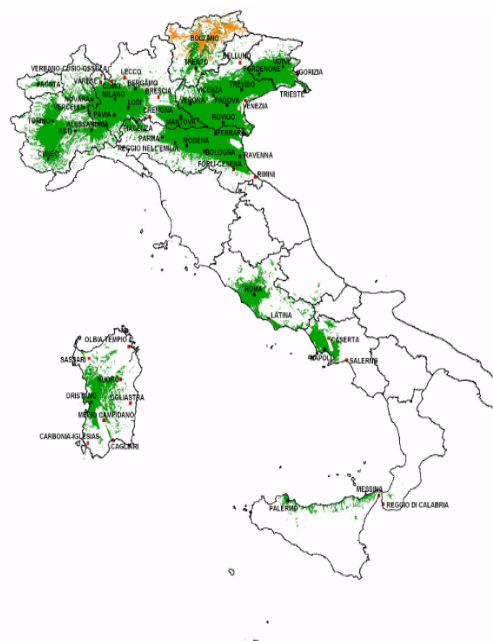 BOLZANO
BELLUNO
UDINE
TRENTO
PORDENONE
GORIZIA
VERBANO-CUSIO-OSSOLA
LECCO
VARESE
COMO
BERGAMO
AOSTA
TREVISO
TRIESTE
MILANO
BRESCIA
VICENZA
NOVARA
VERONA
PADOVA
VENEZIA
VERCELLI
LODI
CREMONA
TORINO
PAVIA
MANTOVA
ROVIGO
ALESSANDRIA
ASTI
PIACENZA
FERRARA
PARMA
MODENA
REGGIO NELL'EMILIA
BOLOGNA
RAVENNA
CUNEO
FORLI-CESENA
RIMINI
ROMA
LATINA
CASERTA
NAPOLI
SALERNO
OLBIA-TEMPIO
SASSARI
NUORO
ORISTANO
OGLIASTRA
MEDIO CAMPIDANO
CARBONIA-IGLESIAS
CAGLIARI
MESSINA
REGGIO DI CALABRIA
PALERMO